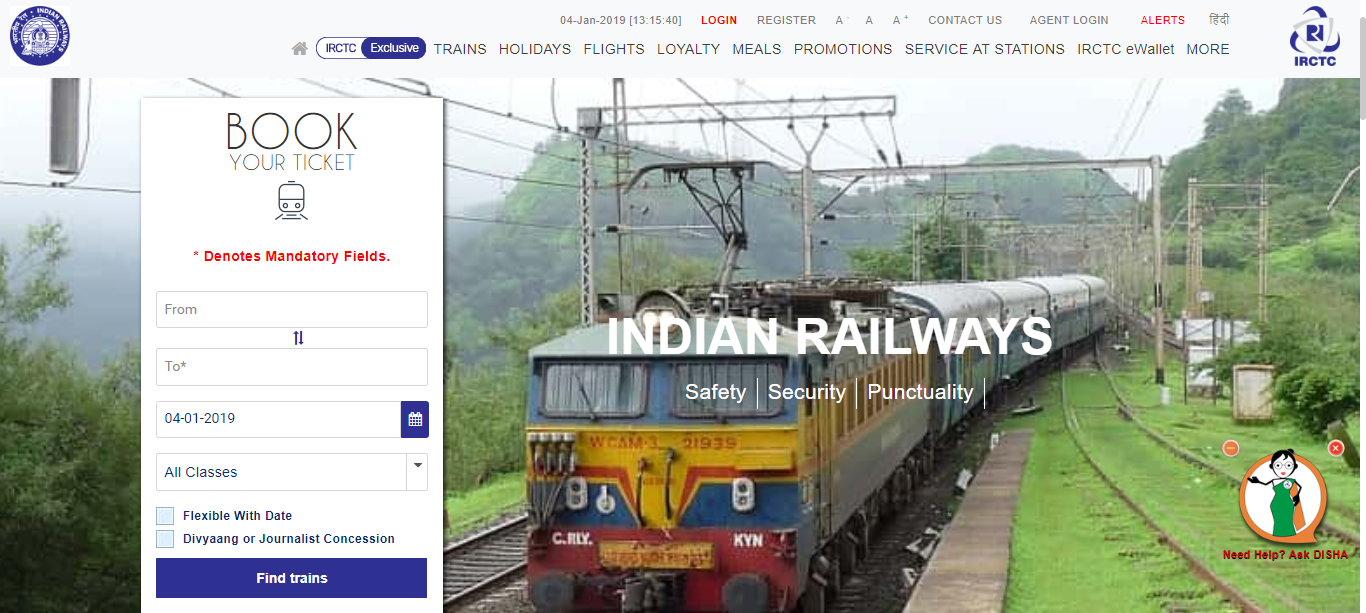 04-Jan-2019 [13:15:40] LOGIN REGISTER A- A A+ CONTACT US AGENT LOGIN ALERTS हिंदी
IRCTC Exclusive TRAINS HOLIDAYS FLIGHTS LOYALTY MEALS PROMOTIONS SERVICE AT STATIONS IRCTC eWallet MORE
भारतीय रेल INDIAN RAILWAYS
IRCTC
BOOK
YOUR TICKET
* Denotes Mandatory Fields.
From
To*
04-01-2019
All Classes
Flexible With Date
Divyaang or Journalist Concession
Find trains
INDIAN RAILWAYS
Safety | Security | Punctuality |
WCAM-3 21939
C.RLY. KYN
Need Help? Ask DISHA